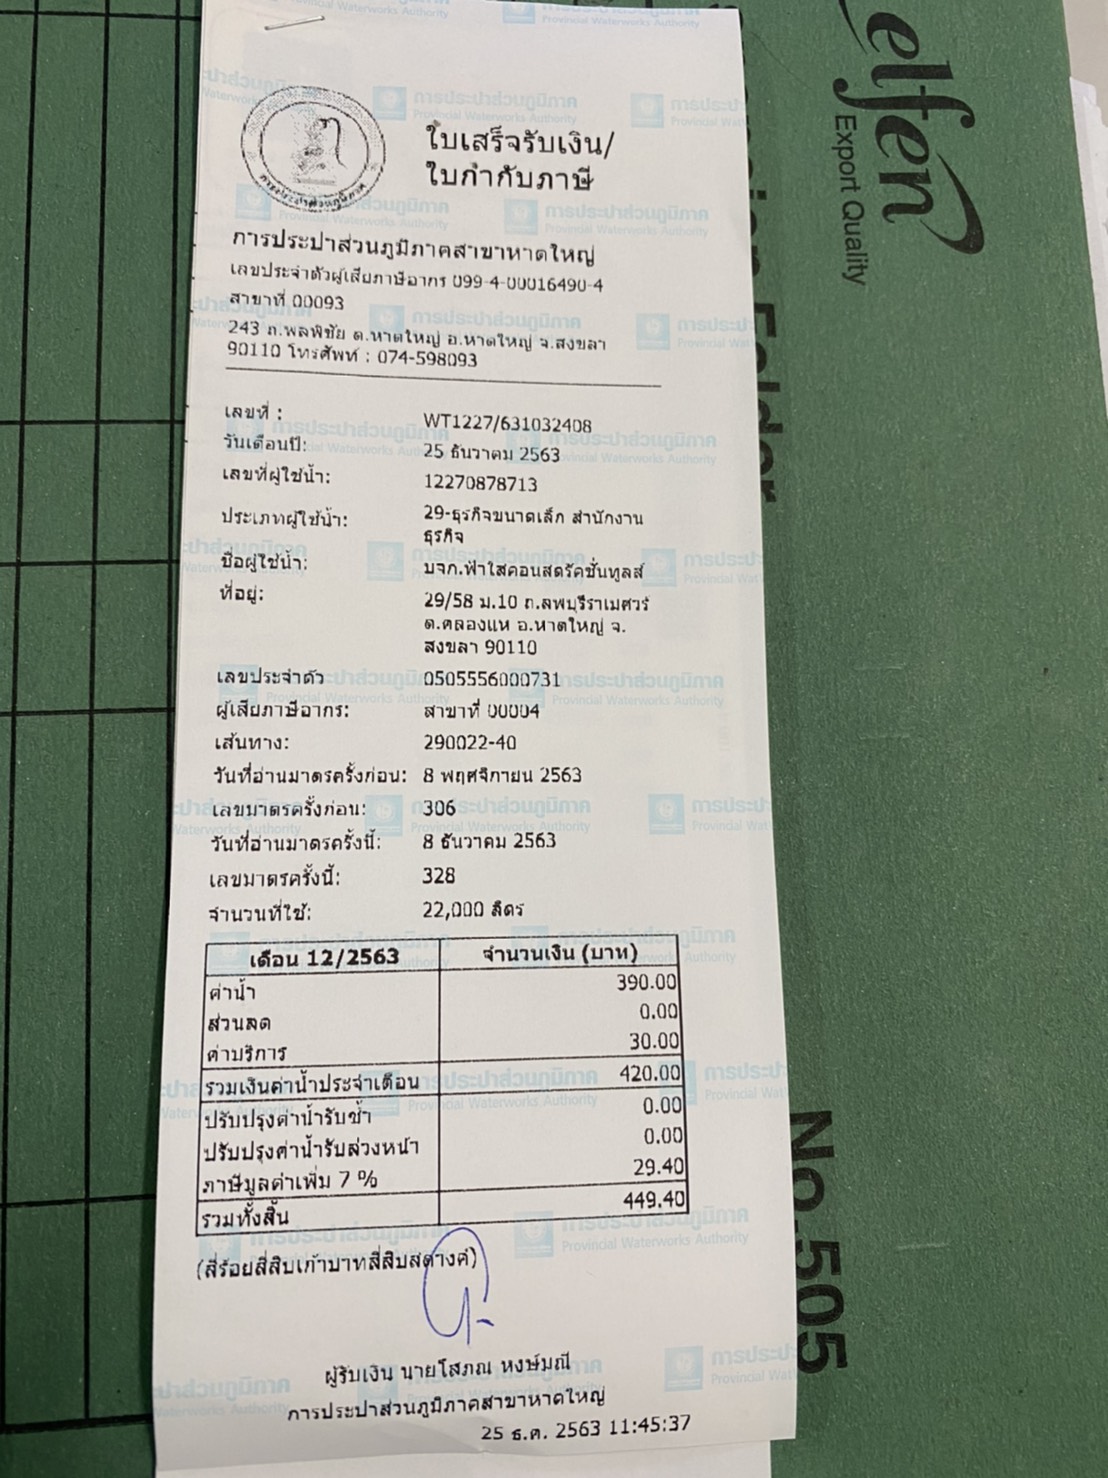 ใบเสร็จรับเงิน/
ใบกำกับภาษี
การประปาส่วนภูมิภาคสาขาหาดใหญ่
เลขประจำตัวผู้เสียภาษีอากร 099-4-00016490-4
สาขาที่ 00093
243 ถ.พลพิชัย ต.หาดใหญ่ อ.หาดใหญ่ จ.สงขลา
90110 โทรศัพท์ : 074-598093
เลขที่ : WT1227/631032408
วันเดือนปี: 25 ธันวาคม 2563
เลขที่ผู้ใช้น้ำ: 12270878713
ประเภทผู้ใช้น้ำ: 29-ธุรกิจขนาดเล็ก สำนักงาน
ธุรกิจ
ชื่อผู้ใช้น้ำ: บจก.ฟ้าใสคอนสตรัคชั่นทูลส์
ที่อยู่: 29/58 ม.10 ถ.ลพบุรีราเมศวร์
ต.คลองแห อ.หาดใหญ่ จ.
สงขลา 90110
เลขประจำตัว 0505556000731
ผู้เสียภาษีอากร: สาขาที่ 00004
เส้นทาง: 290022-40
วันที่อ่านมาตรครั้งก่อน: 8 พฤศจิกายน 2563
เลขมาตรครั้งก่อน: 306
วันที่อ่านมาตรครั้งนี้: 8 ธันวาคม 2563
เลขมาตรครั้งนี้: 328
จำนวนที่ใช้: 22,000 ลิตร
เดือน 12/2563 จำนวนเงิน (บาท)
ค่าน้ำ 390.00
ส่วนลด 0.00
ค่าบริการ 30.00
รวมเงินค่าน้ำประจำเดือน 420.00
ปรับปรุงค่าน้ำรับซ้ำ 0.00
ปรับปรุงค่าน้ำรับล่วงหน้า 0.00
ภาษีมูลค่าเพิ่ม 7 % 29.40
รวมทั้งสิ้น 449.40
(สี่ร้อยสี่สิบเก้าบาทสี่สิบสตางค์)
ผู้รับเงิน นายโสภณ หงษ์มณี
การประปาส่วนภูมิภาคสาขาหาดใหญ่
25 ธ.ค. 2563 11:45:37
การประปาส่วนภูมิภาค
Provincial Waterworks Authority
elfen
Export Quality
Folder
No.505